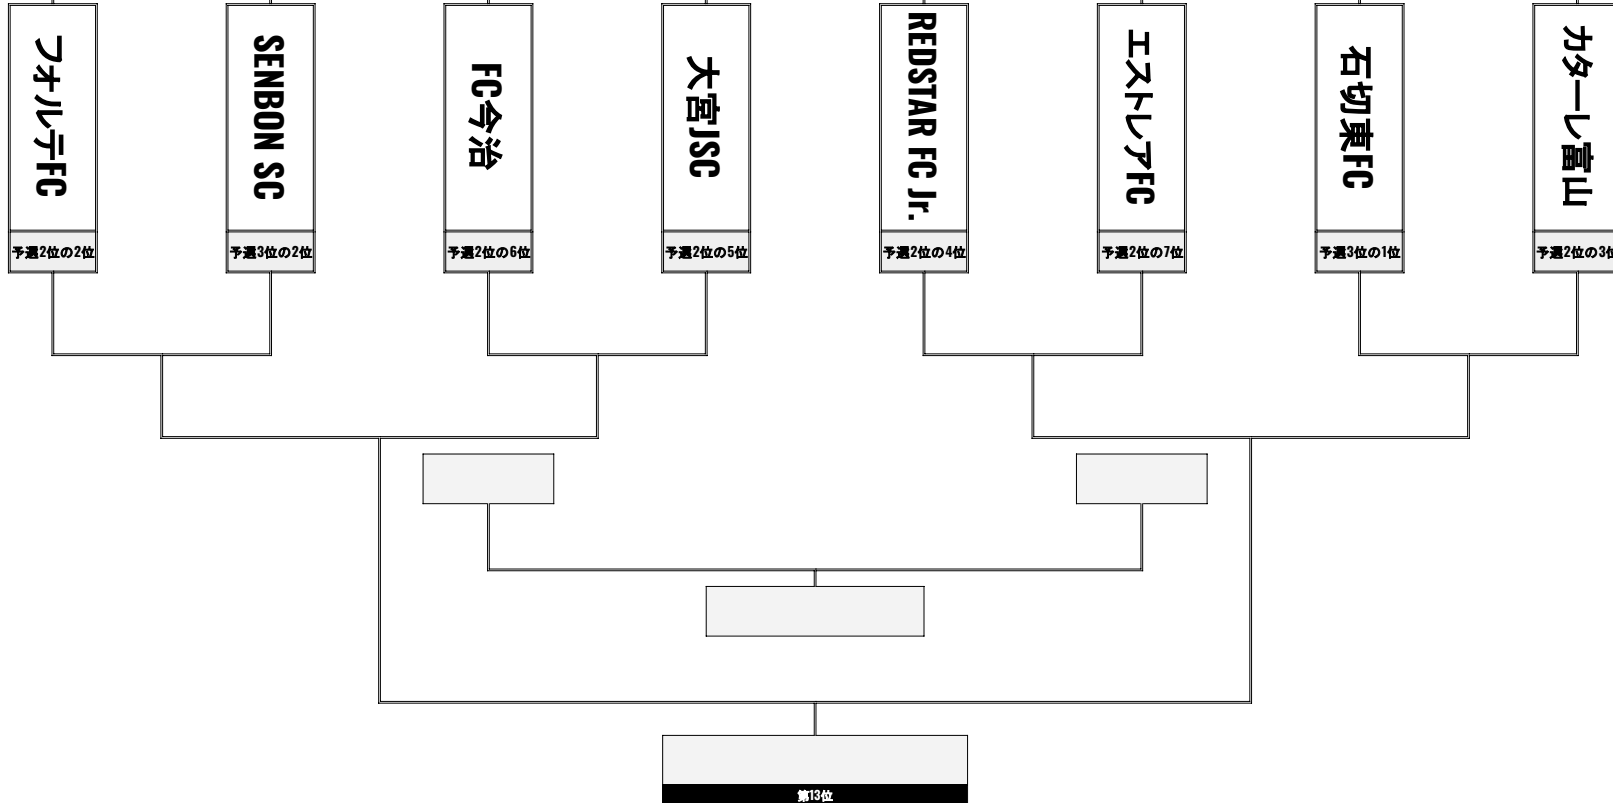 フォルテFC
SENBON SC
FC今治
大宮JSC
REDSTAR FC Jr.
エストレアFC
石切東FC
カターレ富山
予選2位の2位
予選3位の2位
予選2位の6位
予選2位の5位
予選2位の4位
予選2位の7位
予選3位の1位
予選2位の3位
第13位